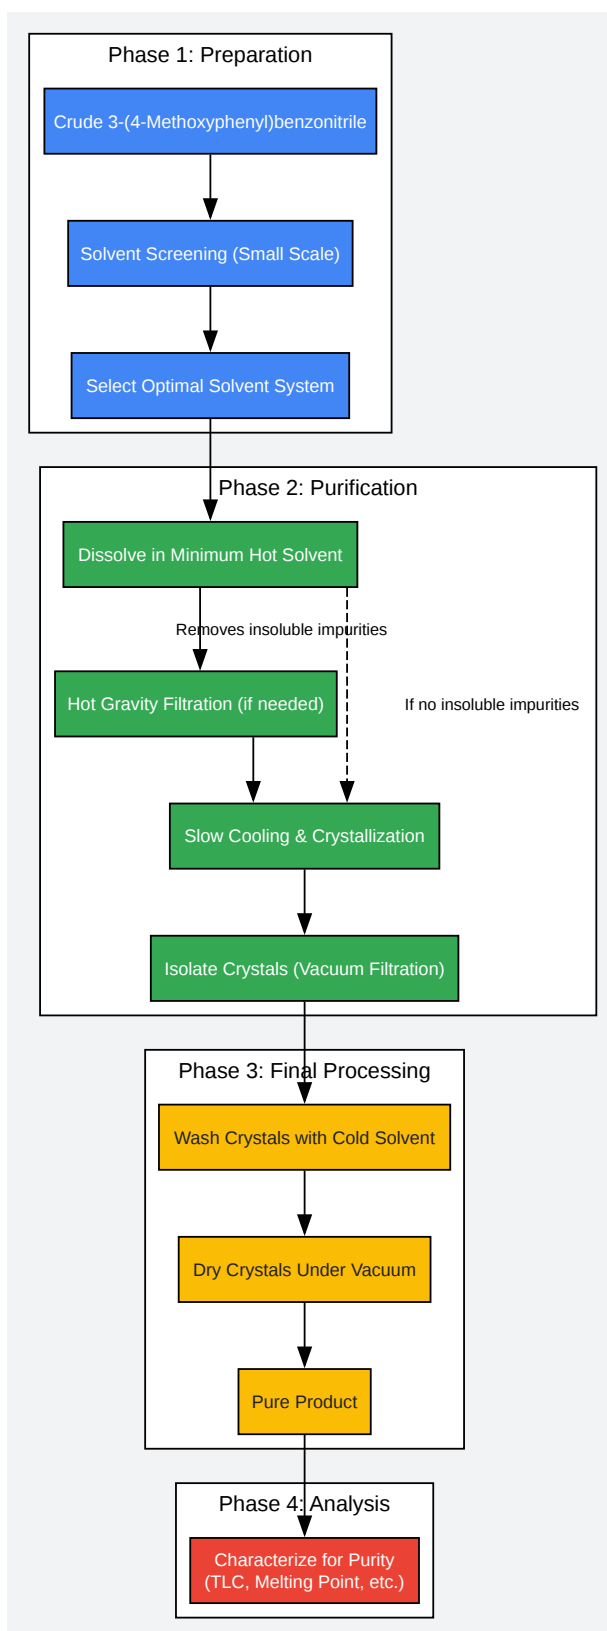 Phase 1: Preparation
Crude 3-(4-Methoxyphenyl)benzonitrile
Solvent Screening (Small Scale)
Select Optimal Solvent System
Phase 2: Purification
Dissolve in Minimum Hot Solvent
Removes insoluble impurities
Hot Gravity Filtration (if needed)
If no insoluble impurities
Slow Cooling & Crystallization
Isolate Crystals (Vacuum Filtration)
Phase 3: Final Processing
Wash Crystals with Cold Solvent
Dry Crystals Under Vacuum
Pure Product
Phase 4: Analysis
Characterize for Purity
(TLC, Melting Point, etc.)